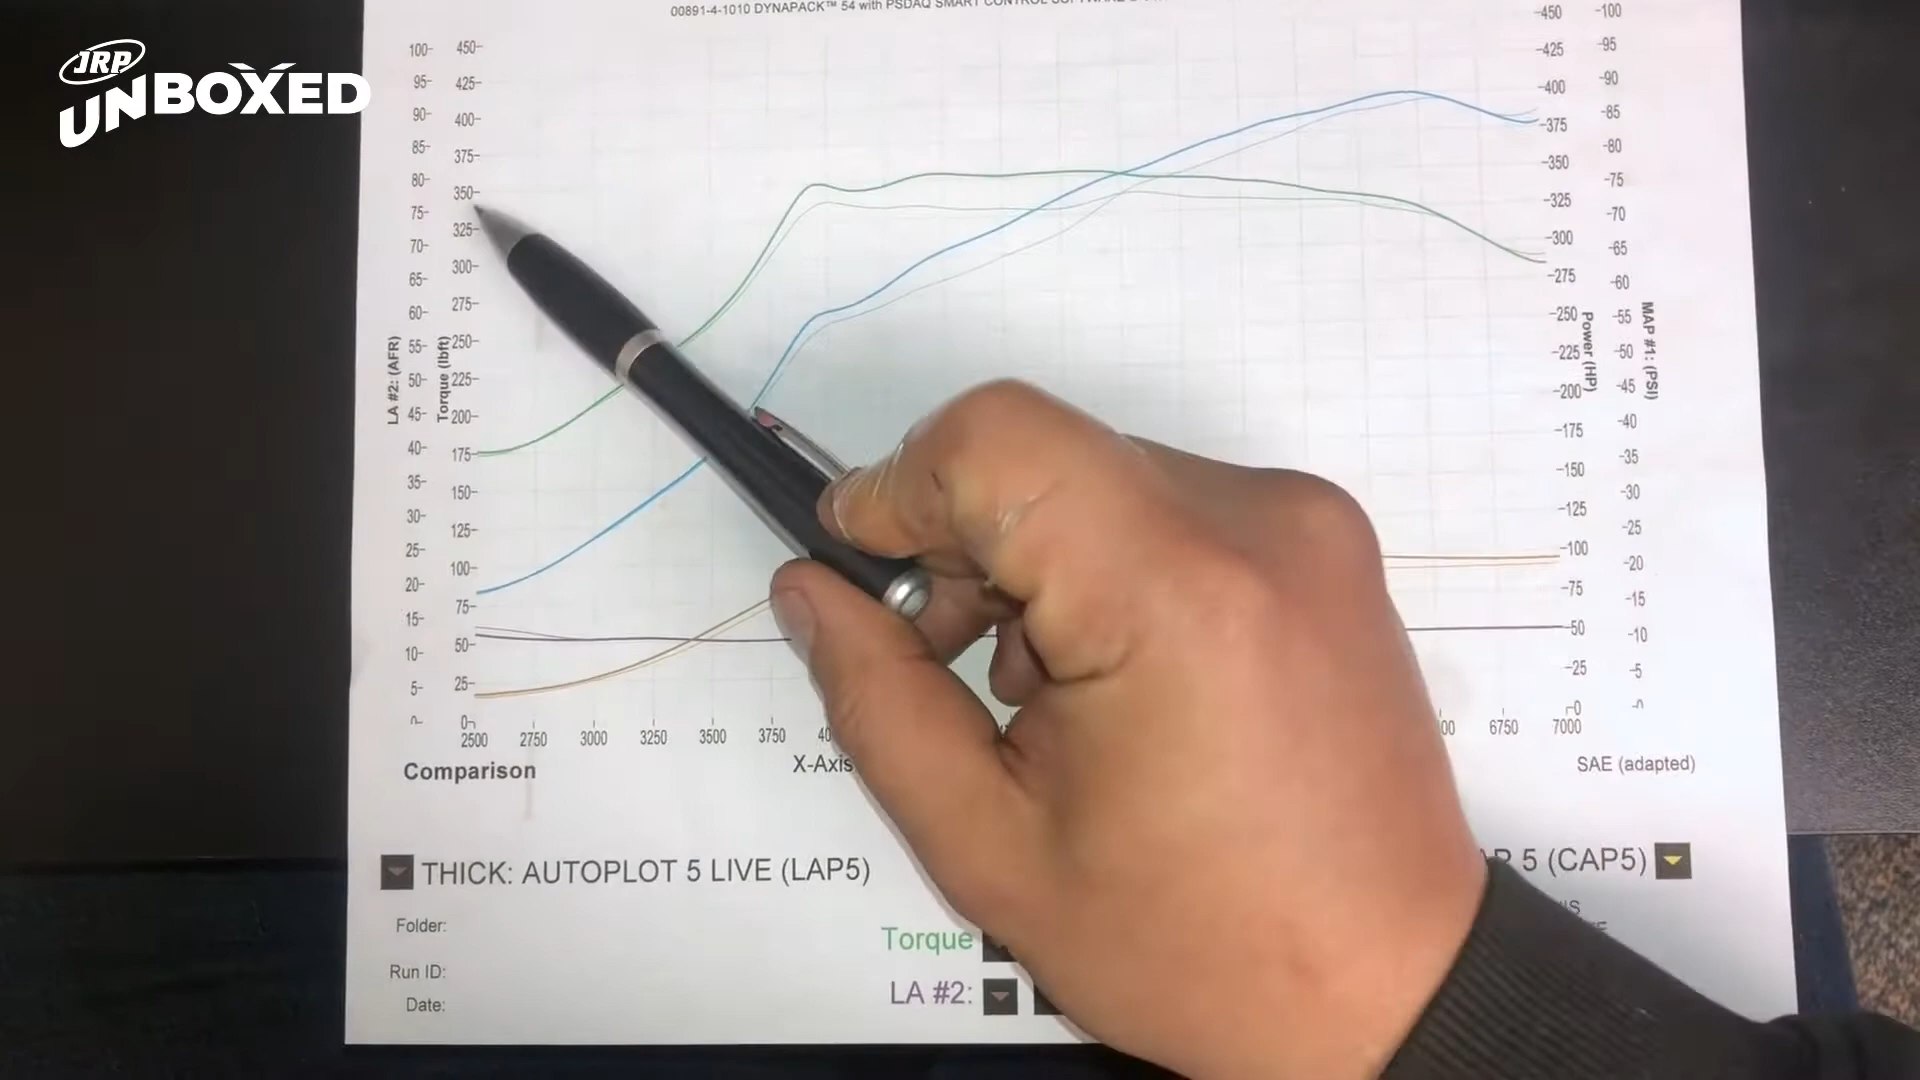 JRP
UNBOXED
00891-4-1010 DYNAPACK™ 54 with PSDAQ SMART CONTROL
100 95 90 85 80 75 70 65 60 55 50 45 40 35 30 25 20 15 10 5
LA #2: (AFR)
450 425 400 375 350 325 300 275 250 225 200 175 150 125 100 75 50 25 0
Torque (lbft)
450 425 400 375 350 325 300 275 250 225 200 175 150 125 100 75 50 25 0
Power (HP)
100 95 90 85 80 75 70 65 60 55 50 45 40 35 30 25 20 15 10 5
MAP #1: (PSI)
2500 2750 3000 3250 3500 3750 6750 7000
Comparison
X-Axis
SAE (adapted)
THICK: AUTOPLOT 5 LIVE (LAP5)
5 (CAP5)
Folder:
Torque
Run ID:
LA #2:
Date: